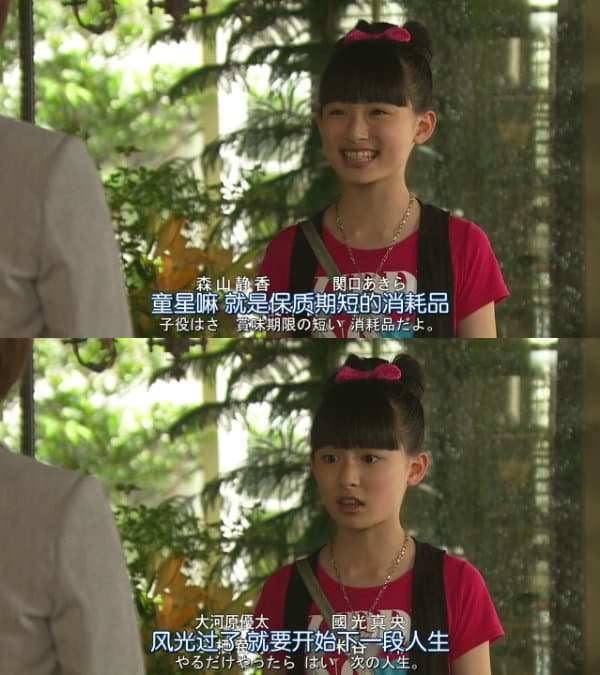 森山静香 関口あきら
童星嘛 就是保质期短的消耗品
子役はさ 賞味期限の短い 消耗品だよ。
大河原優太 國光真央
风光过了 就要开始下一段人生
やるだけやったら はい 次の人生。